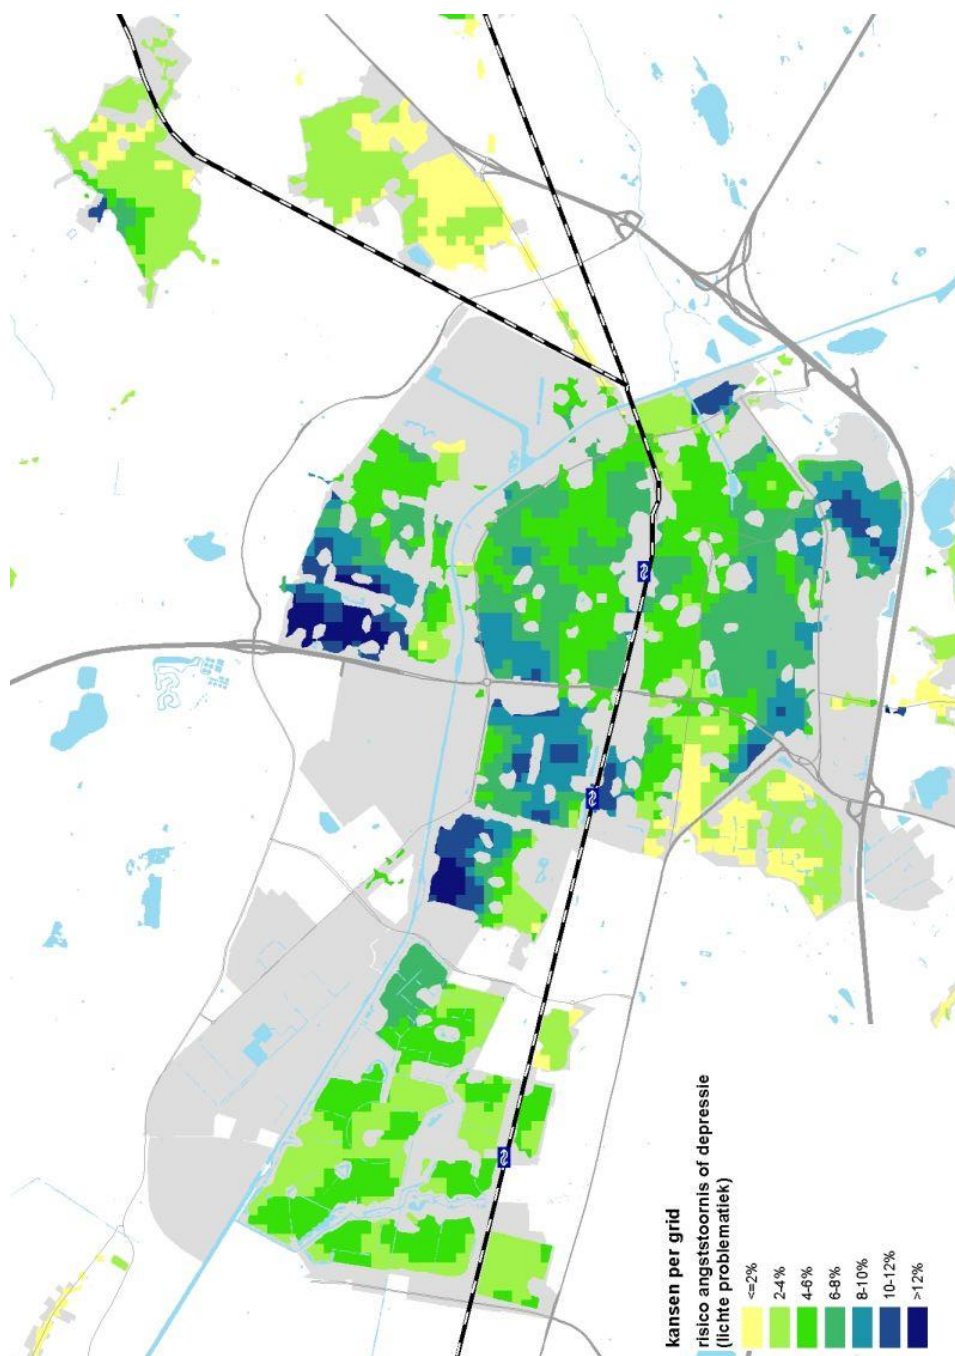 kansen per grid
risico angststoornis of depressie
(lichte problematiek)
<=2%
2-4%
4-6%
6-8%
8-10%
10-12%
>12%